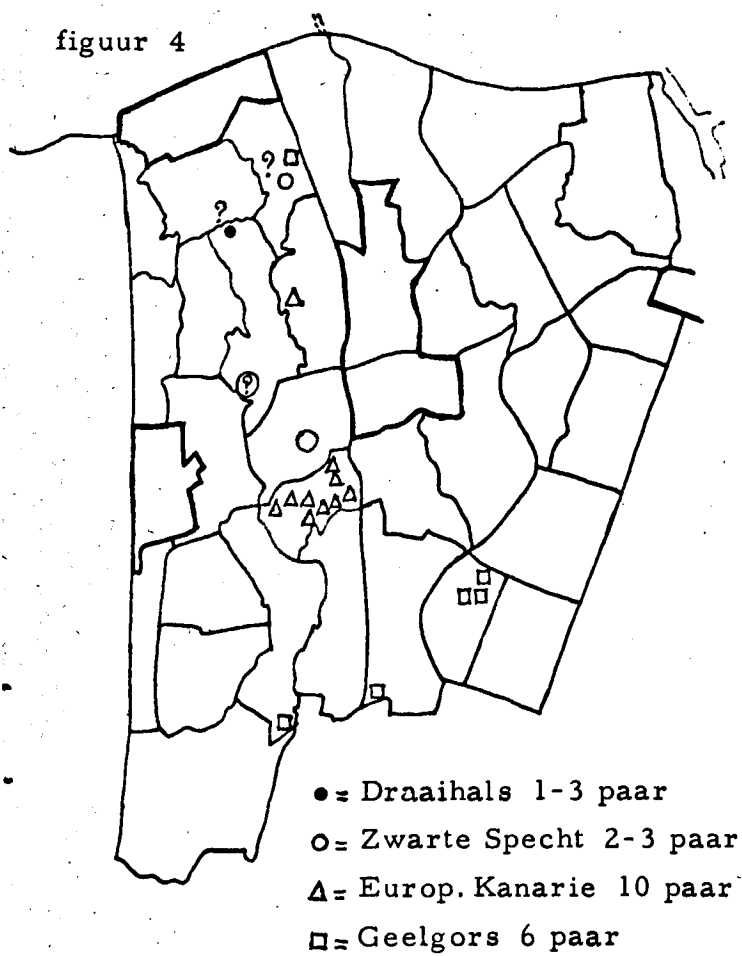 figuur 4
?
?
?
= Draaihals 1-3 paar
= Zwarte Specht 2-3 paar
= Europ. Kanarie 10 paar
= Geelgors 6 paar